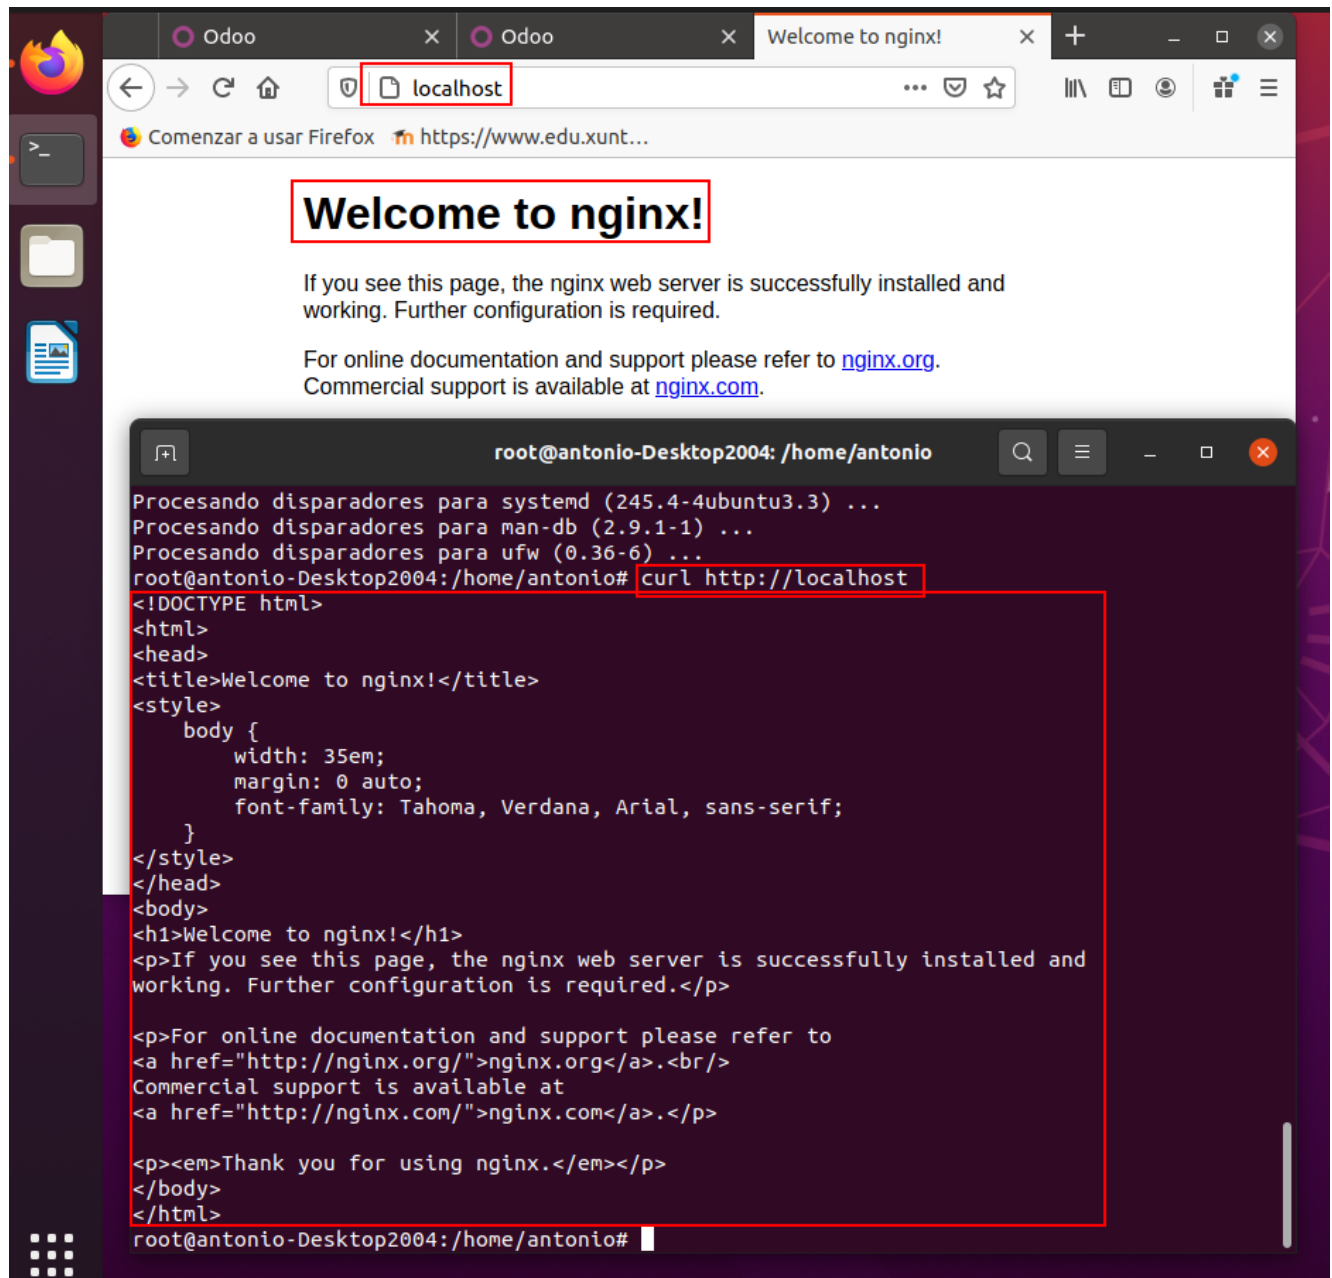 Odoo
Odoo
Welcome to nginx!
localhost
Comenzar a usar Firefox
https://www.edu.xunt...
Welcome to nginx!
If you see this page, the nginx web server is successfully installed and
working. Further configuration is required.
For online documentation and support please refer to nginx.org.
Commercial support is available at nginx.com.
root@antonio-Desktop2004: /home/antonio
Procesando disparadores para systemd (245.4-4ubuntu3.3) ...
Procesando disparadores para man-db (2.9.1-1) ...
Procesando disparadores para ufw (0.36-6) ...
root@antonio-Desktop2004:/home/antonio# curl http://localhost
<!DOCTYPE html>
<html>
<head>
<title>Welcome to nginx!</title>
<style>
    body {
        width: 35em;
        margin: 0 auto;
        font-family: Tahoma, Verdana, Arial, sans-serif;
    }
</style>
</head>
<body>
<h1>Welcome to nginx!</h1>
<p>If you see this page, the nginx web server is successfully installed and
working. Further configuration is required.</p>

<p>For online documentation and support please refer to
<a href="http://nginx.org/">nginx.org</a>.<br/>
Commercial support is available at
<a href="http://nginx.com/">nginx.com</a>.</p>

<p><em>Thank you for using nginx.</em></p>
</body>
</html>
root@antonio-Desktop2004:/home/antonio#